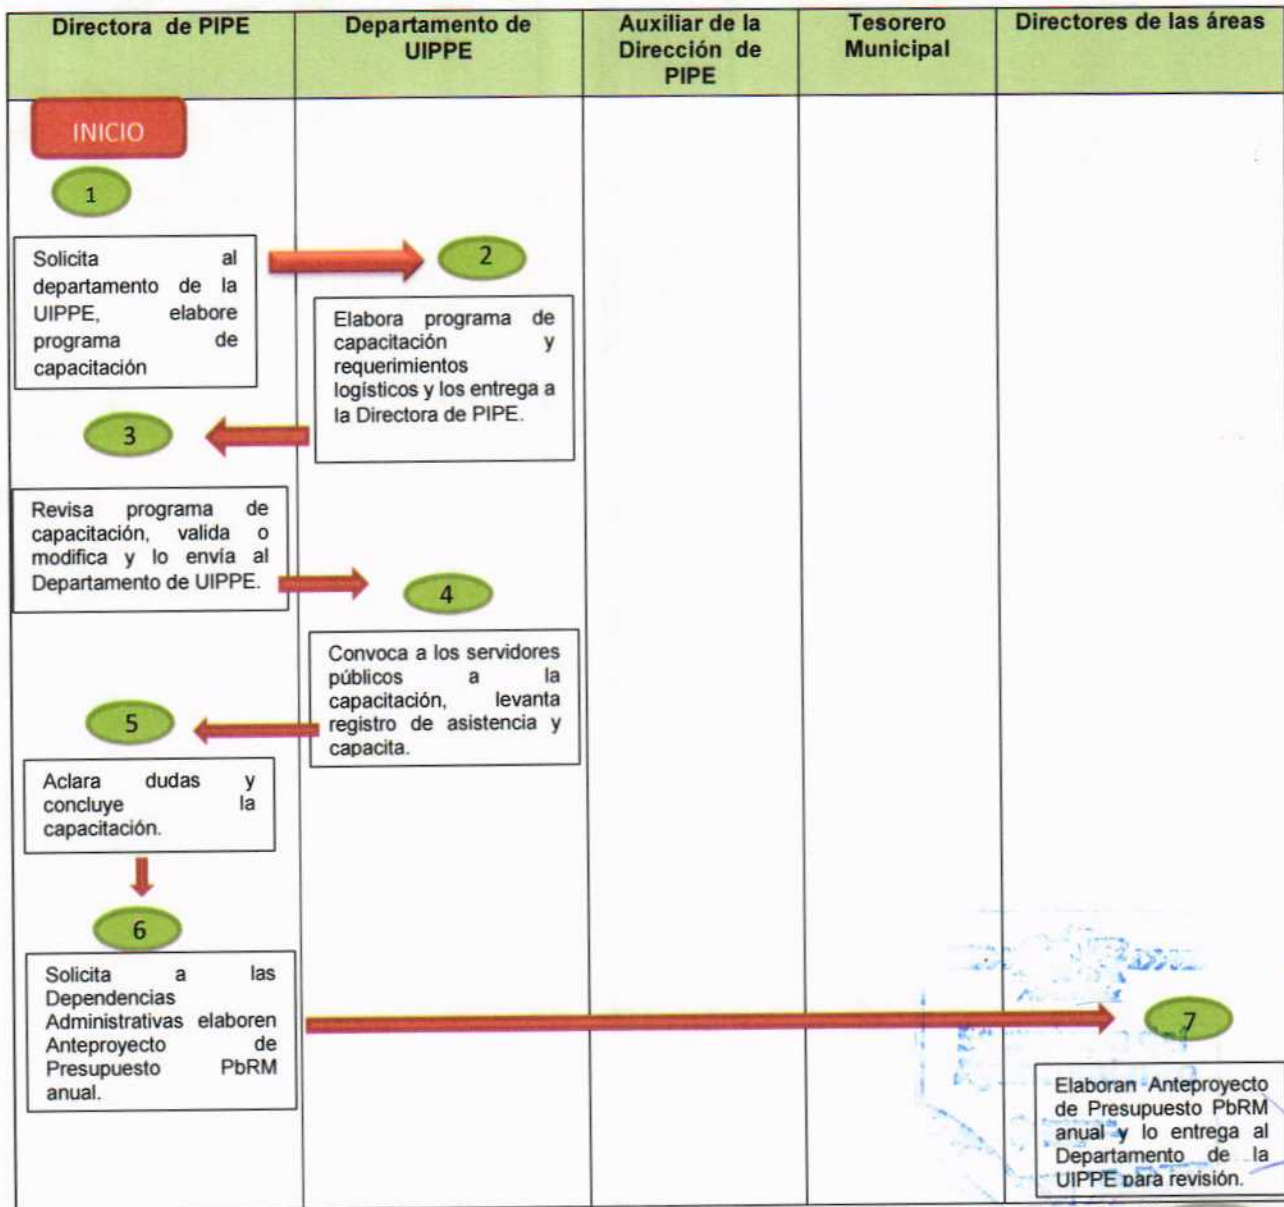 Directora de PIPE
Departamento de
UIPPE
Auxiliar de la
Dirección de
PIPE
Tesorero
Municipal
Directores de las áreas
INICIO
1
Solicita al
departamento de la
UIPPE, elabore
programa de
capacitación
2
Elabora programa de
capacitación y
requerimientos
logísticos y los entrega a
la Directora de PIPE.
3
Revisa programa de
capacitación, valida o
modifica y lo envía al
Departamento de UIPPE.
4
Convoca a los servidores
públicos a la
capacitación, levanta
registro de asistencia y
capacita.
5
Aclara dudas y
concluye la
capacitación.
6
Solicita a las
Dependencias
Administrativas elaboren
Anteproyecto de
Presupuesto PbRM
anual.
7
Elaboran Anteproyecto
de Presupuesto PbRM
anual y lo entrega al
Departamento de la
UIPPE para revisión.